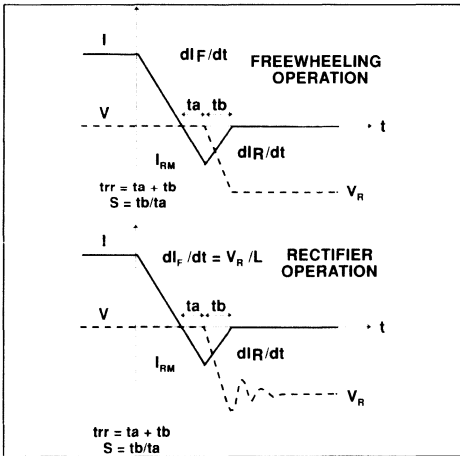 I
dIF/dt
FREEWHEELING
OPERATION
V
ta tb
t
IRM
dIR/dt
trr = ta + tb
S = tb/ta
VR
I
dIF/dt = VR/L
RECTIFIER
OPERATION
V
ta tb
t
IRM
dIR/dt
VR
trr = ta + tb
S = tb/ta